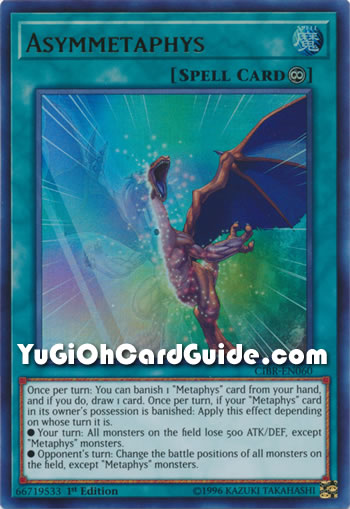 ASYMMETAPHYS
魔
[SPELL CARD]
YuGiOhCardGuide.com
CIBR-EN060
Once per turn: You can banish 1 "Metaphys" card from your hand,
and if you do, draw 1 card. Once per turn, if your "Metaphys" card
in its owner's possession is banished: Apply this effect depending
on whose turn it is.
● Your turn: All monsters on the field lose 500 ATK/DEF, except
"Metaphys" monsters.
● Opponent's turn: Change the battle positions of all monsters on
the field, except "Metaphys" monsters.
66719533 1st Edition ©1996 KAZUKI TAKAHASHI